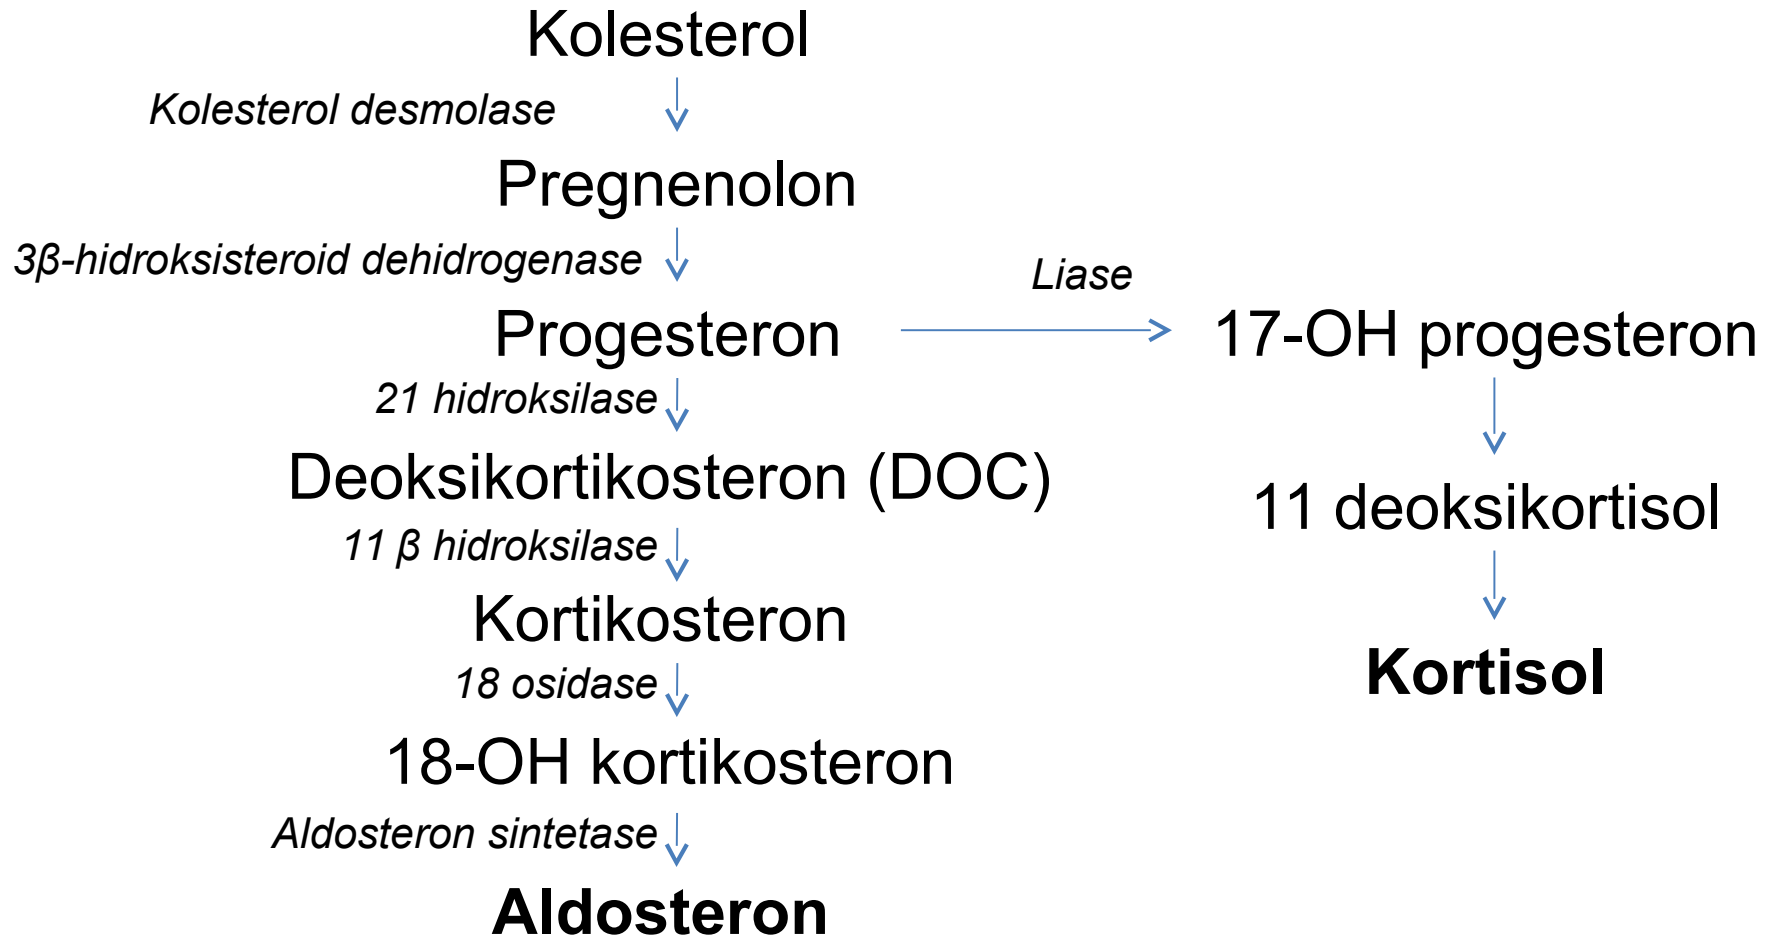 Kolesterol
Kolesterol desmolase
Pregnenolon
3β-hidroksisteroid dehidrogenase
Liase
Progesteron
17-OH progesteron
21 hidroksilase
Deoksikortikosteron (DOC)
11 deoksikortisol
11 β hidroksilase
Kortikosteron
Kortisol
18 osidase
18-OH kortikosteron
Aldosteron sintetase
Aldosteron